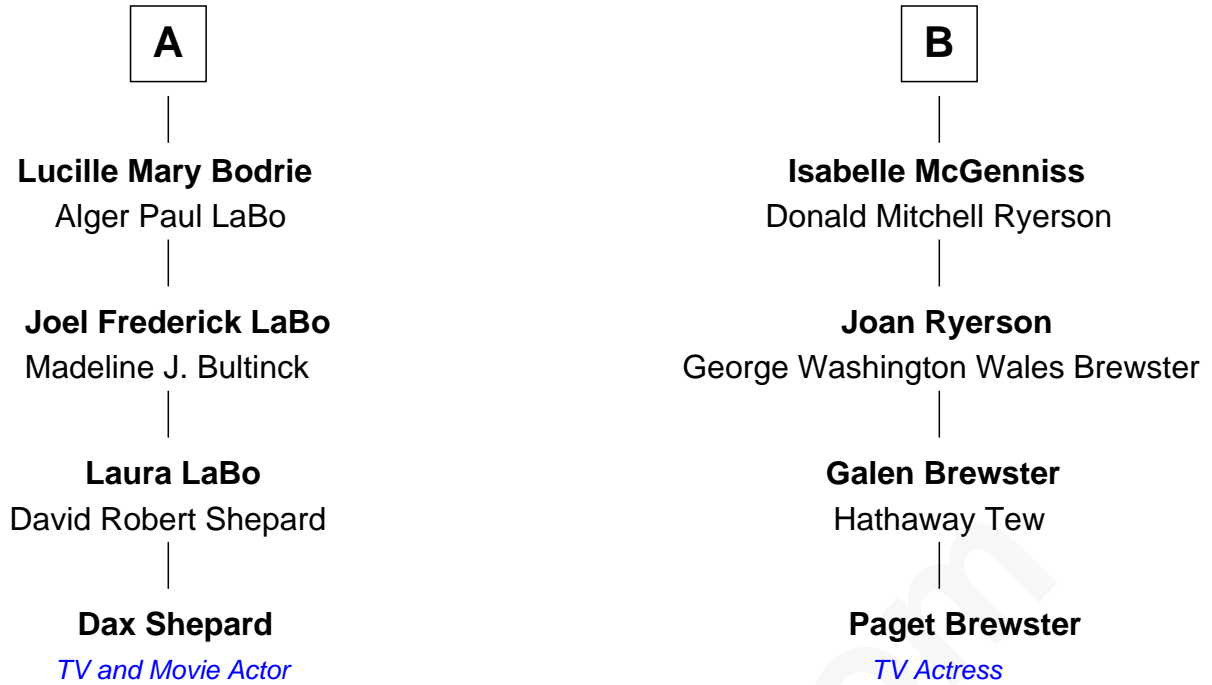 A
Lucille Mary Bodrie
Alger Paul LaBo
Joel Frederick LaBo
Madeline J. Bultinck
Laura LaBo
David Robert Shepard
Dax Shepard
TV and Movie Actor
B
Isabelle McGenniss
Donald Mitchell Ryerson
Joan Ryerson
George Washington Wales Brewster
Galen Brewster
Hathaway Tew
Paget Brewster
TV Actress